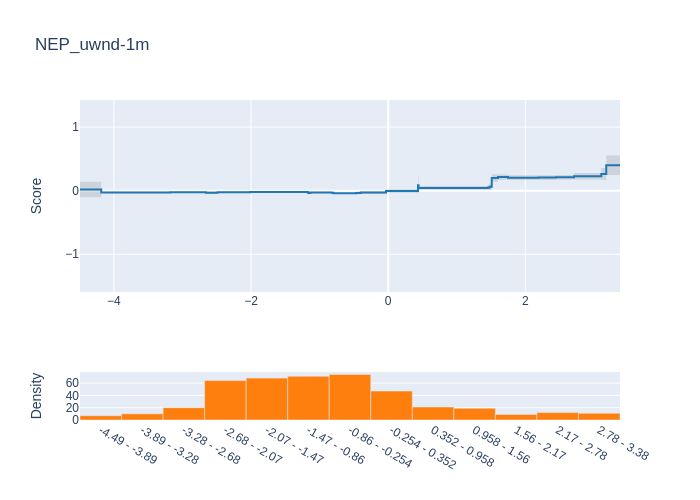 NEP_uwnd-1m
Score
1
0
−1
−4
−2
0
2
Density
60
40
20
0
-4.49 - -3.89
-3.89 - -3.28
-3.28 - -2.68
-2.68 - -2.07
-2.07 - -1.47
-1.47 - -0.86
-0.86 - -0.254
-0.254 - 0.352
0.352 - 0.958
0.958 - 1.56
1.56 - 2.17
2.17 - 2.78
2.78 - 3.38